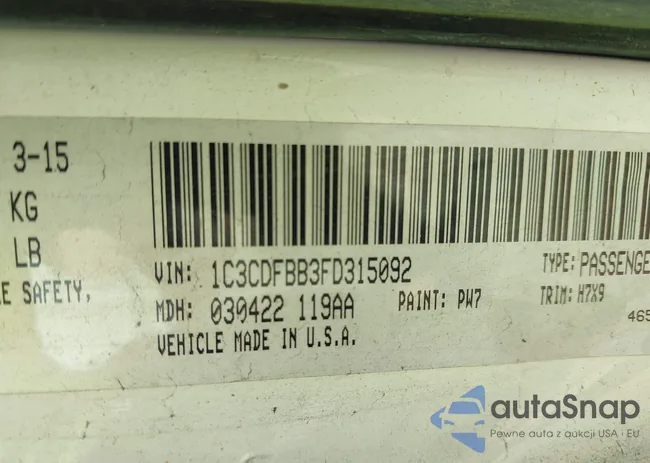 3-15
KG
LB
E SAFETY,
VIN: 1C3CDFBB3FD315092
TYPE: PASSENGE
MDH: 030422 119AA
PAINT: PW7
TRIM: H7X9
VEHICLE MADE IN U.S.A.
465
autaSnap
Pewne auta z aukcji USA · EU